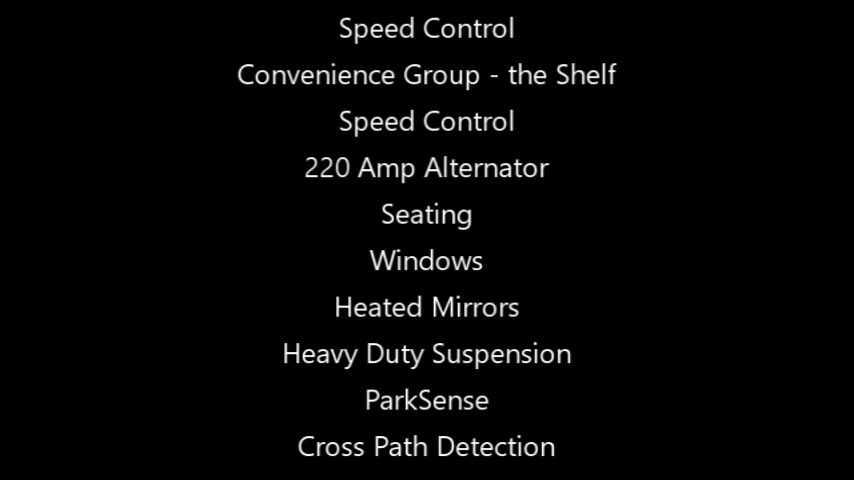 Speed Control
Convenience Group - the Shelf
Speed Control
220 Amp Alternator
Seating
Windows
Heated Mirrors
Heavy Duty Suspension
ParkSense
Cross Path Detection